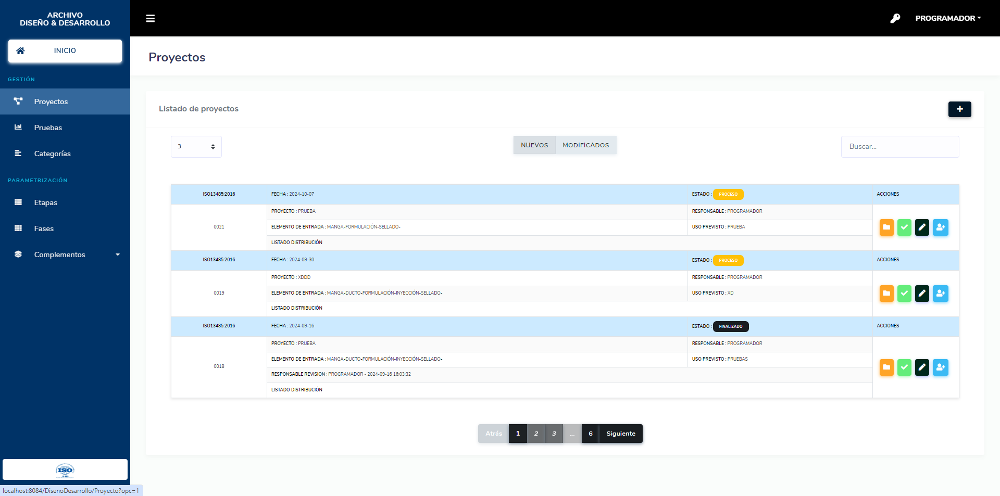 ARCHIVO
DISEÑO & DESARROLLO
INICIO
GESTIÓN
Proyectos
Pruebas
Categorías
PARAMETRIZACIÓN
Etapas
Fases
Complementos
ISO
localhost:8084/DisenoDesarrollo/Proyecto?opc=1
PROGRAMADOR
Proyectos
Listado de proyectos
+
3
NUEVOS MODIFICADOS
Buscar...
ISO13485:2016 FECHA : 2024-10-07 ESTADO : PROCESO ACCIONES
0021
PROYECTO : PRUEBA RESPONSABLE : PROGRAMADOR
ELEMENTO DE ENTRADA : MANGA-FORMULACIÓN-SELLADO- USO PREVISTO : PRUEBA
LISTADO DISTRIBUCIÓN
ISO13485:2016 FECHA : 2024-09-30 ESTADO : PROCESO ACCIONES
0019
PROYECTO : XDDD RESPONSABLE : PROGRAMADOR
ELEMENTO DE ENTRADA : MANGA-DUCTO-FORMULACIÓN-INYECCIÓN-SELLADO- USO PREVISTO : XD
LISTADO DISTRIBUCIÓN
ISO13485:2016 FECHA : 2024-09-16 ESTADO : FINALIZADO ACCIONES
0018
PROYECTO : PRUEBA RESPONSABLE : PROGRAMADOR
ELEMENTO DE ENTRADA : MANGA-DUCTO-FORMULACIÓN-INYECCIÓN-SELLADO- USO PREVISTO : PRUEBAS
RESPONSABLE REVISION : PROGRAMADOR - 2024-09-16 16:03:32
LISTADO DISTRIBUCIÓN
Atrás 1 2 3 ... 6 Siguiente